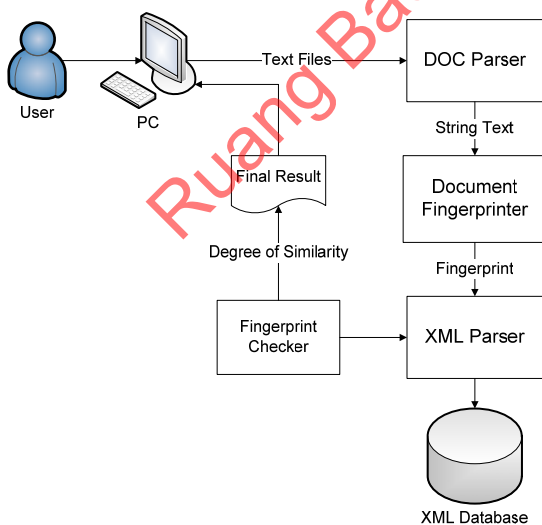 Text Files
DOC Parser
User
PC
String Text
Final Result
Document
Fingerprinter
Degree of Similarity
Fingerprint
Fingerprint
Checker
XML Parser
XML Database
Ruang Ba